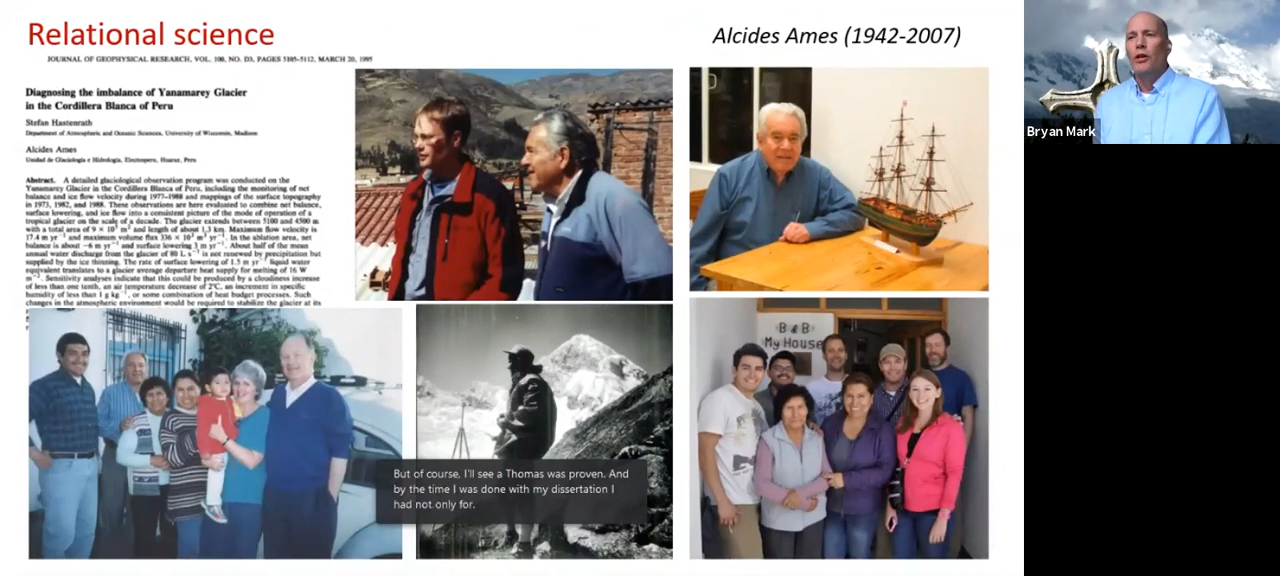 Relational science
Alcides Ames (1942-2007)
JOURNAL OF GEOPHYSICAL RESEARCH, VOL. 100, NO. D3, PAGES 5105-5112, MARCH 20, 1995
Diagnosing the imbalance of Yanamarey Glacier
in the Cordillera Blanca of Peru
Stefan Hastenrath
Department of Atmospheric and Oceanic Sciences, University of Wisconsin, Madison
Alcides Ames
Unidad de Glaciología e Hidrología, Electroperu, Huaraz, Peru
Abstract. A detailed glaciological observation program was conducted on the
Yanamarey Glacier in the Cordillera Blanca of Peru, including the monitoring of net
balance and ice flow velocity during 1977–1988 and mappings of the surface topography
in 1973, 1982, and 1988. These observations are here evaluated to combine net balance,
surface lowering, and ice flow into a consistent picture of the mode of operation of a
tropical glacier on the scale of a decade. The glacier extends between 5100 and 4500 m
with a total area of 9 × 10⁵ m² and length of about 1.3 km. Maximum flow velocity is
17.4 m yr⁻¹ and maximum volume flux 336 × 10³ m³ yr⁻¹. In the ablation area, net
balance is about −6 m yr⁻¹ and surface lowering 3 m yr⁻¹. About half of the mean
annual water discharge from the glacier of 80 L s⁻¹ is not renewed by precipitation but
supplied by the ice thinning. The rate of surface lowering of 1.5 m yr⁻¹ liquid water
equivalent translates to a glacier average departure heat supply for melting of 16 W
m⁻². Sensitivity analyses indicate that this could be produced by a cloudiness increase
of less than one tenth, an air temperature decrease of 2°C, an increment in specific
humidity of less than 1 g kg⁻¹, or some combination of heat budget processes. Such
changes in the atmospheric environment would be required to stabilize the glacier at its
B & B
My House
But of course, I'll see a Thomas was proven. And
by the time I was done with my dissertation I
had not only for.
Bryan Mark